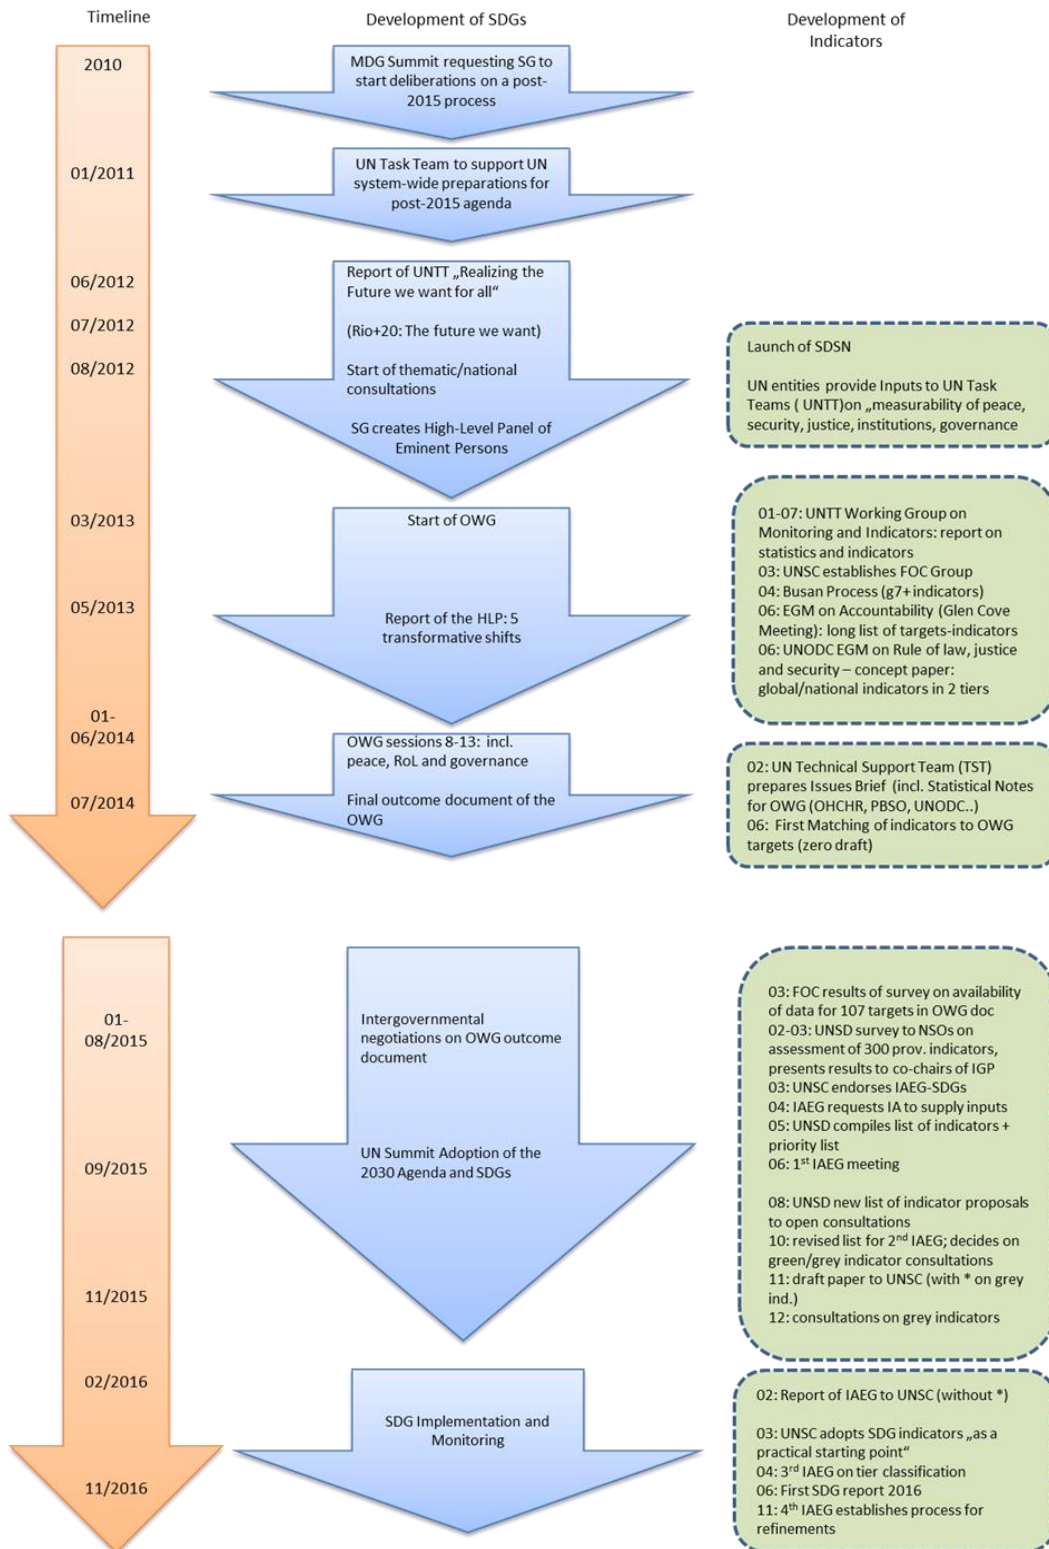 Timeline
Development of SDGs
Development of
Indicators
2010
MDG Summit requesting SG to
start deliberations on a post-
2015 process
01/2011
UN Task Team to support UN
system-wide preparations for
post-2015 agenda
06/2012
07/2012
08/2012
Report of UNTT „Realizing the
Future we want for all“
(Rio+20: The future we want)
Start of thematic/national
consultations
SG creates High-Level Panel of
Eminent Persons
Launch of SDSN
UN entities provide Inputs to UN Task
Teams ( UNTT)on „measurability of peace,
security, justice, institutions, governance
03/2013
05/2013
Start of OWG
Report of the HLP: 5
transformative shifts
01-07: UNTT Working Group on
Monitoring and Indicators: report on
statistics and indicators
03: UNSC establishes FOC Group
04: Busan Process (g7+ indicators)
06: EGM on Accountability (Glen Cove
Meeting): long list of targets-indicators
06: UNODC EGM on Rule of law, justice
and security – concept paper:
global/national indicators in 2 tiers
01-
06/2014
07/2014
OWG sessions 8-13: incl.
peace, RoL and governance
Final outcome document of the
OWG
02: UN Technical Support Team (TST)
prepares Issues Brief (incl. Statistical Notes
for OWG (OHCHR, PBSO, UNODC..)
06: First Matching of indicators to OWG
targets (zero draft)
01-
08/2015
09/2015
11/2015
Intergovernmental
negotiations on OWG outcome
document
UN Summit Adoption of the
2030 Agenda and SDGs
03: FOC results of survey on availability
of data for 107 targets in OWG doc
02-03: UNSD survey to NSOs on
assessment of 300 prov. indicators,
presents results to co-chairs of IGP
03: UNSC endorses IAEG-SDGs
04: IAEG requests IA to supply inputs
05: UNSD compiles list of indicators +
priority list
06: 1st IAEG meeting
08: UNSD new list of indicator proposals
to open consultations
10: revised list for 2nd IAEG; decides on
green/grey indicator consultations
11: draft paper to UNSC (with * on grey
ind.)
12: consultations on grey indicators
02/2016
11/2016
SDG Implementation and
Monitoring
02: Report of IAEG to UNSC (without *)
03: UNSC adopts SDG indicators „as a
practical starting point“
04: 3rd IAEG on tier classification
06: First SDG report 2016
11: 4th IAEG establishes process for
refinements